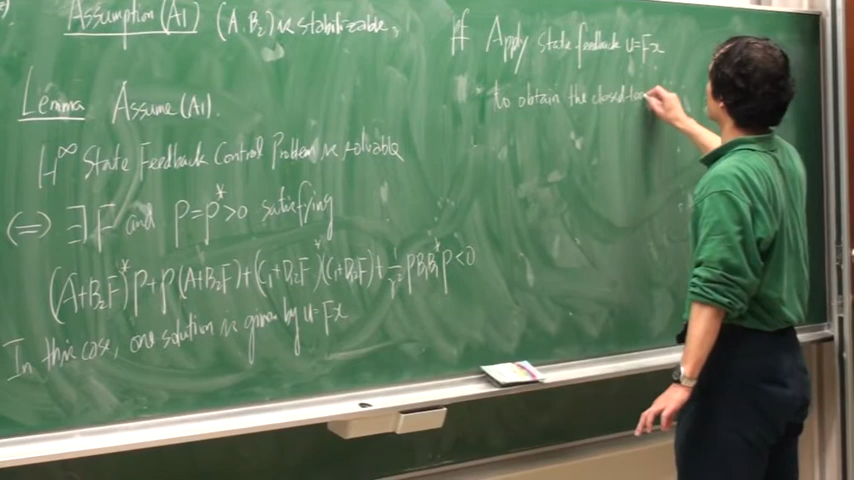 Assumption (A1) (A, B₂) is stabilizable,
Lemma Assume (A1).
H^∞ State Feedback Control Problem is solvable
(⇔) ∃F and P=P*>0 satisfying
(A+B₂F)*P+P(A+B₂F)+(C₁+D₁₂F)*(C₁+D₁₂F)+1/γ² PB₁B₁*P<0
In this case, one solution is given by u=Fx
Pf Apply state feedback u=Fx
to obtain the closed-loo